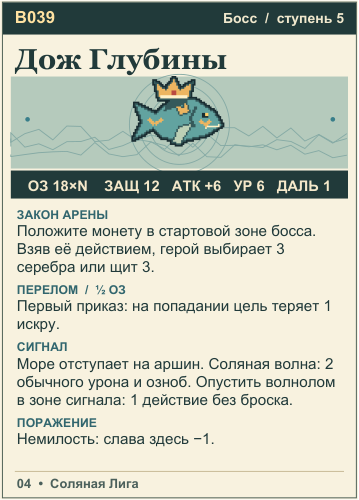 B039 Босс / ступень 5
Дож Глубины
ОЗ 18×N ЗАЩ 12 АТК +6 УР 6 ДАЛЬ 1
ЗАКОН АРЕНЫ
Положите монету в стартовой зоне босса.
Взяв её действием, герой выбирает 3
серебра или щит 3.
ПЕРЕЛОМ / ½ ОЗ
Первый приказ: на попадании цель теряет 1
искру.
СИГНАЛ
Море отступает на аршин. Соляная волна: 2
обычного урона и озноб. Опустить волнолом
в зоне сигнала: 1 действие без броска.
ПОРАЖЕНИЕ
Немилость: слава здесь −1.
04 • Соляная Лига